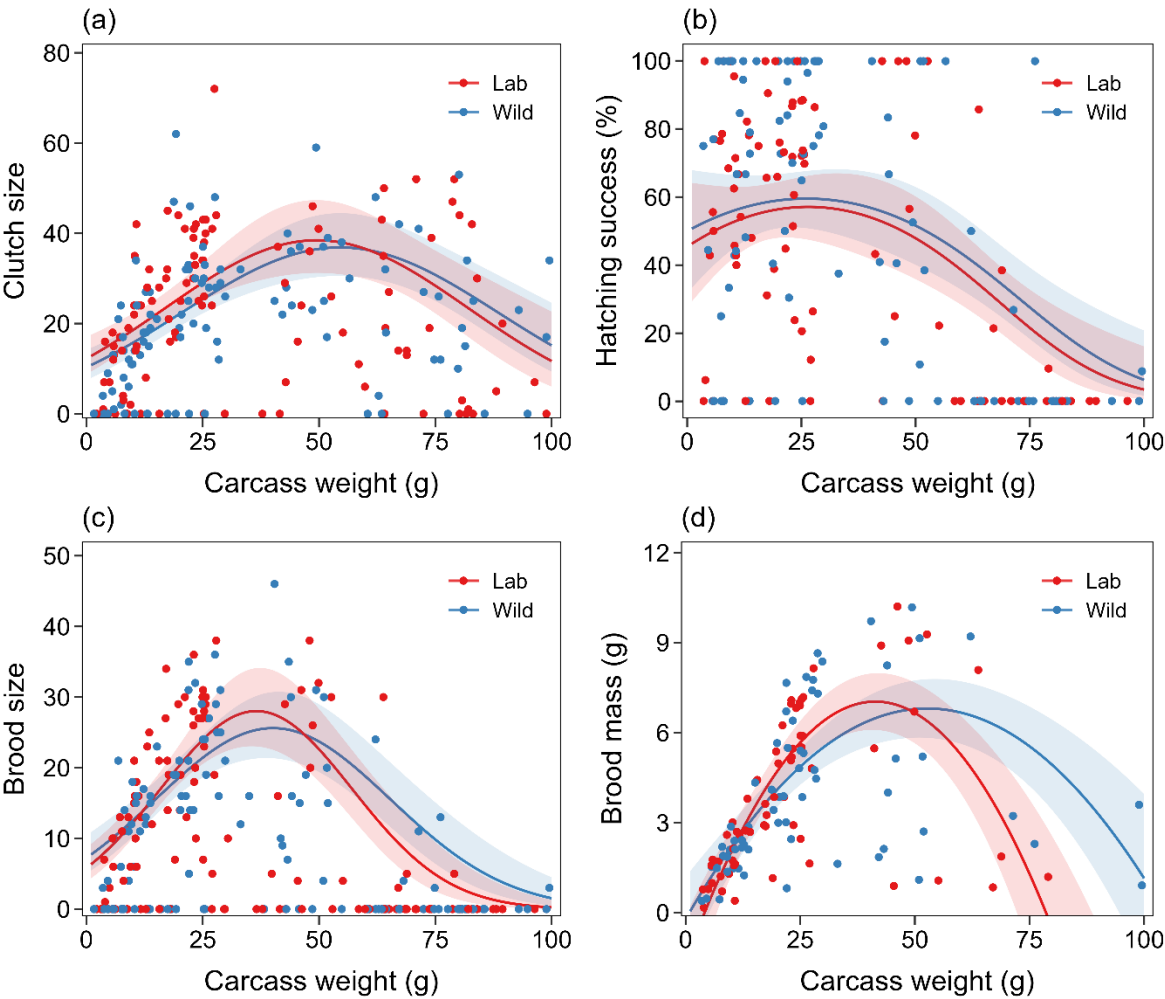 (a)
80
60
40
20
0
Clutch size
Lab
Wild
0 25 50 75 100
Carcass weight (g)
(b)
100
80
60
40
20
0
Hatching success (%)
Lab
Wild
0 25 50 75 100
Carcass weight (g)
(c)
50
40
30
20
10
0
Brood size
Lab
Wild
0 25 50 75 100
Carcass weight (g)
(d)
12
9
6
3
0
Brood mass (g)
Lab
Wild
0 25 50 75 100
Carcass weight (g)